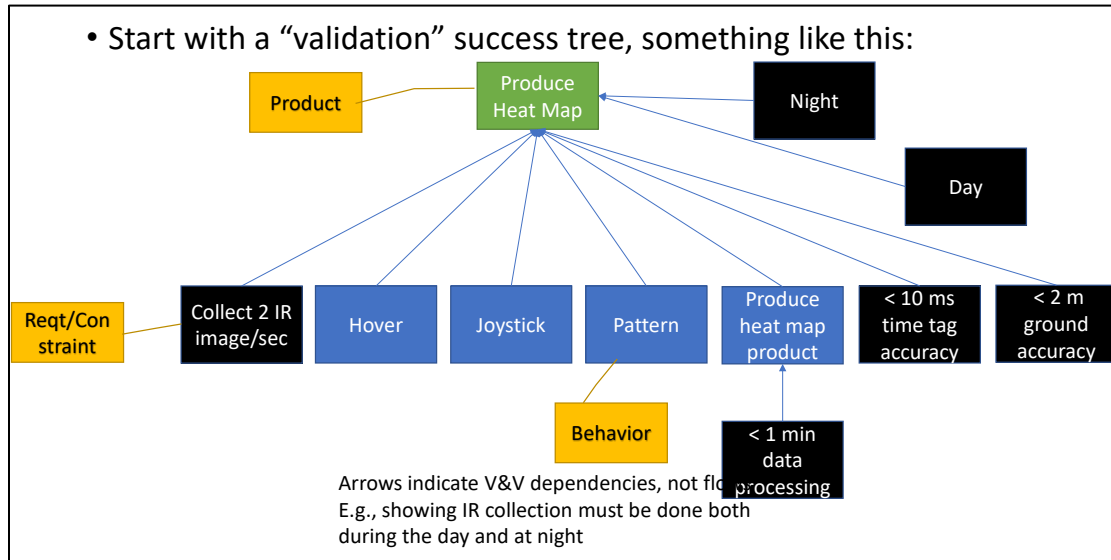 • Start with a “validation” success tree, something like this:
Product
Produce
Heat Map
Night
Day
Reqt/Con
straint
Collect 2 IR
image/sec
Hover
Joystick
Pattern
Produce
heat map
product
< 10 ms
time tag
accuracy
< 2 m
ground
accuracy
Behavior
< 1 min
data
processing
Arrows indicate V&V dependencies, not
E.g., showing IR collection must be done both
during the day and at night